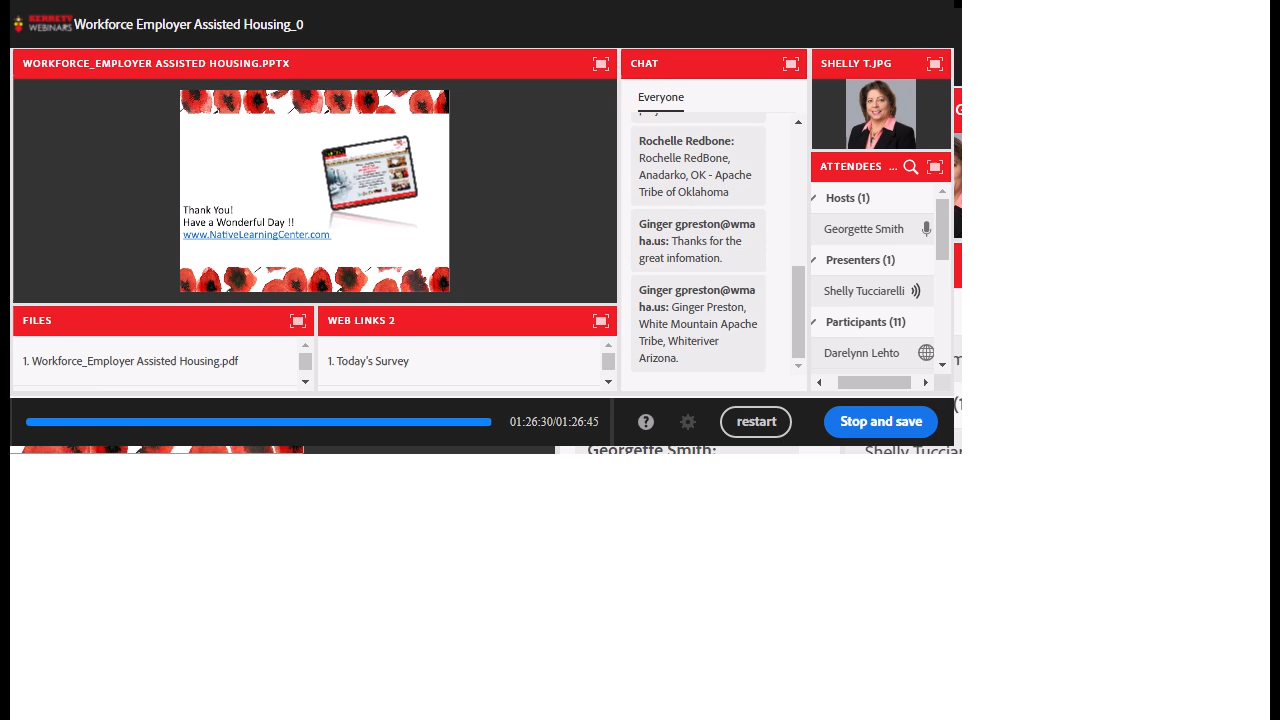 KERRETT
WEBINARS
Workforce Employer Assisted Housing_0
WORKFORCE_EMPLOYER ASSISTED HOUSING.PPTX
Thank You!
Have a Wonderful Day !!
www.NativeLearningCenter.com
FILES
1. Workforce_Employer Assisted Housing.pdf
WEB LINKS 2
1. Today's Survey
CHAT
Everyone
Rochelle Redbone:
Rochelle RedBone,
Anadarko, OK - Apache
Tribe of Oklahoma
Ginger gpreston@wma
ha.us: Thanks for the
great infomation.
Ginger gpreston@wma
ha.us: Ginger Preston,
White Mountain Apache
Tribe, Whiteriver
Arizona.
SHELLY T.JPG
ATTENDEES ...
Hosts (1)
Georgette Smith
Presenters (1)
Shelly Tucciarelli
Participants (11)
Darelynn Lehto
01:26:30/01:26:45
restart
Stop and save
Georgette Smith:
Shelly Tucciar